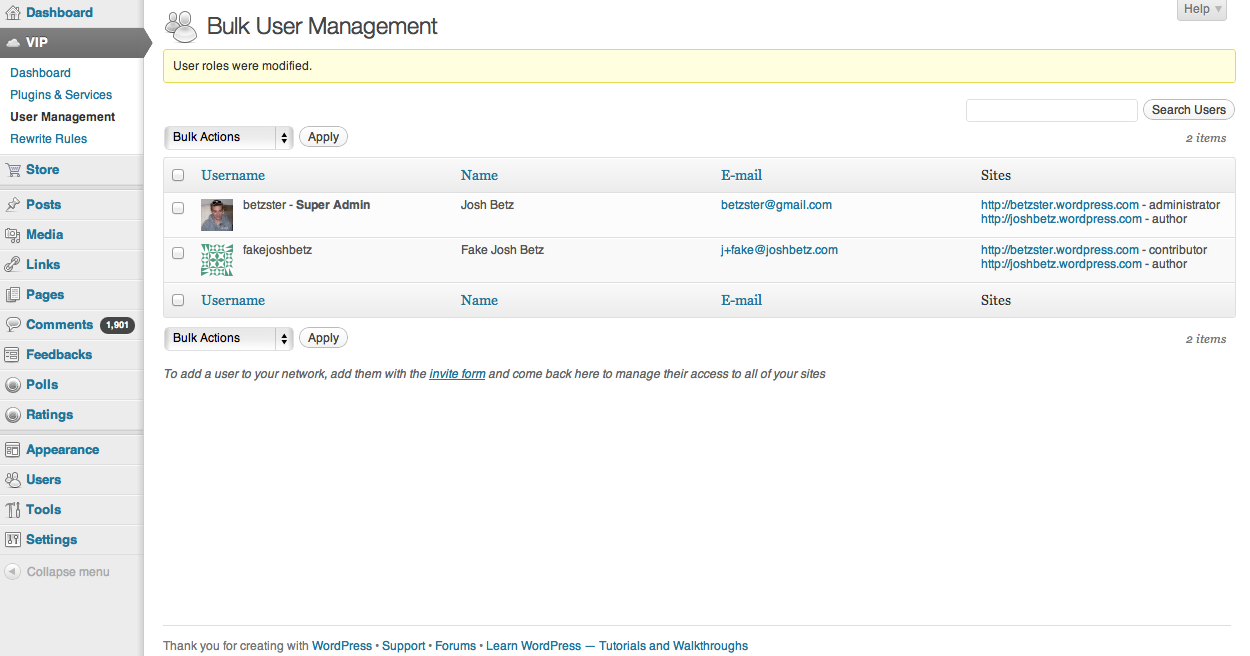 Dashboard
VIP
Dashboard
Plugins & Services
User Management
Rewrite Rules
Store
Posts
Media
Links
Pages
Comments 1,901
Feedbacks
Polls
Ratings
Appearance
Users
Tools
Settings
Collapse menu
Help
Bulk User Management
User roles were modified.
Search Users
Bulk Actions Apply 2 items
Username Name E-mail Sites
betzster - Super Admin Josh Betz betzster@gmail.com http://betzster.wordpress.com - administrator
http://joshbetz.wordpress.com - author
fakejoshbetz Fake Josh Betz j+fake@joshbetz.com http://betzster.wordpress.com - contributor
http://joshbetz.wordpress.com - author
Username Name E-mail Sites
Bulk Actions Apply 2 items
To add a user to your network, add them with the invite form and come back here to manage their access to all of your sites
Thank you for creating with WordPress • Support • Forums • Learn WordPress — Tutorials and Walkthroughs